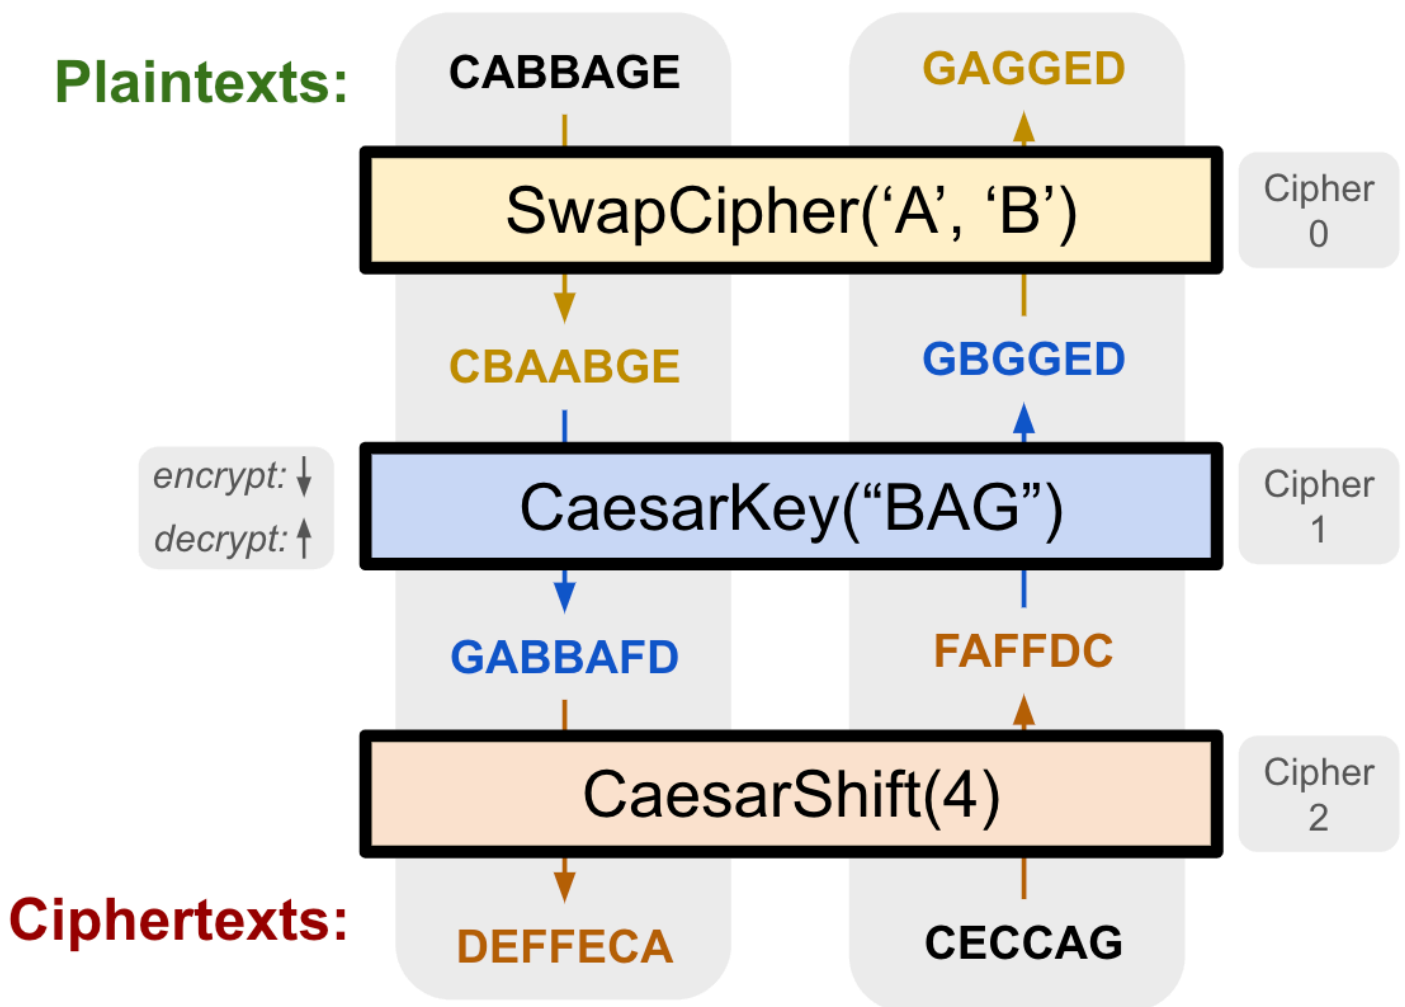 Plaintexts:
CABBAGE
GAGGED
SwapCipher(‘A’, ‘B’)
Cipher
0
CBAABGE
GBGGED
encrypt:
decrypt:
CaesarKey(“BAG”)
Cipher
1
GABBAFD
FAFFDC
CaesarShift(4)
Cipher
2
Ciphertexts:
DEFFECA
CECCAG